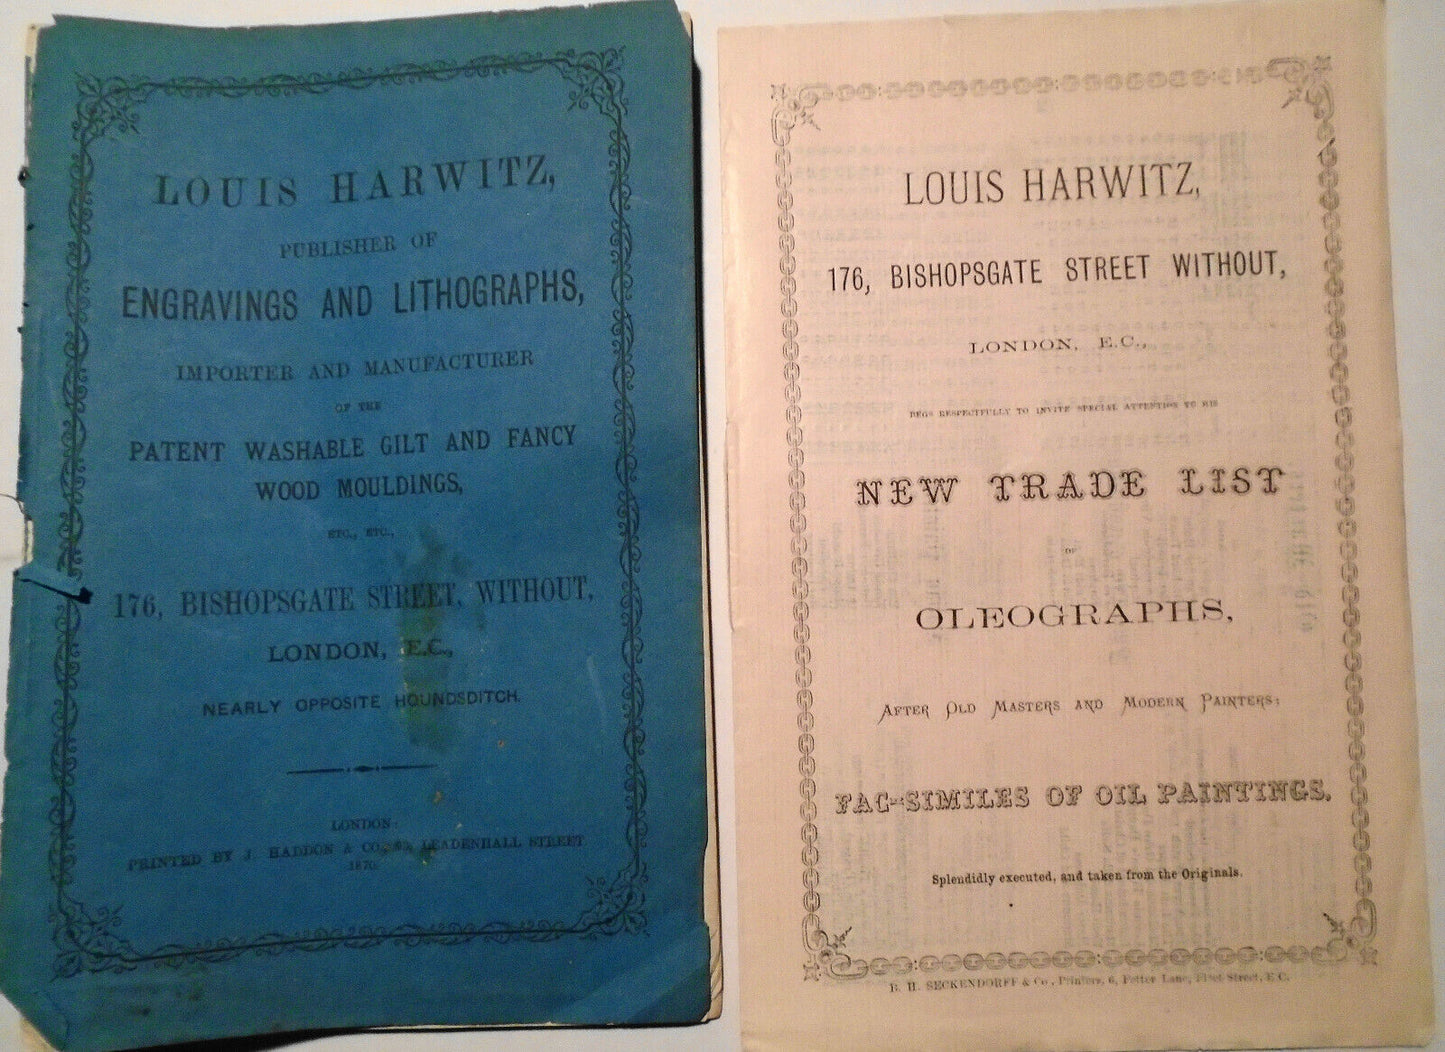 LOUIS HARWITZ,
PUBLISHER OF
ENGRAVINGS AND LITHOGRAPHS,
IMPORTER AND MANUFACTURER
OF THE
PATENT WASHABLE GILT AND FANCY
WOOD MOULDINGS,
ETC., ETC.,
176, BISHOPSGATE STREET, WITHOUT,
LONDON, E.C.,
NEARLY OPPOSITE HOUNDSDITCH.
LONDON:
PRINTED BY J. HADDON & CO., LEADENHALL STREET
1870.
LOUIS HARWITZ,
176, BISHOPSGATE STREET WITHOUT,
LONDON, E.C.,
BEGS RESPECTFULLY TO INVITE SPECIAL ATTENTION TO HIS
NEW TRADE LIST
OF
OLEOGRAPHS,
AFTER OLD MASTERS AND MODERN PAINTERS;
FAC-SIMILES OF OIL PAINTINGS.
Splendidly executed, and taken from the Originals.
B. H. SECKENDORFF & Co., Printers, 6, Fetter Lane, Fleet Street, E.C.